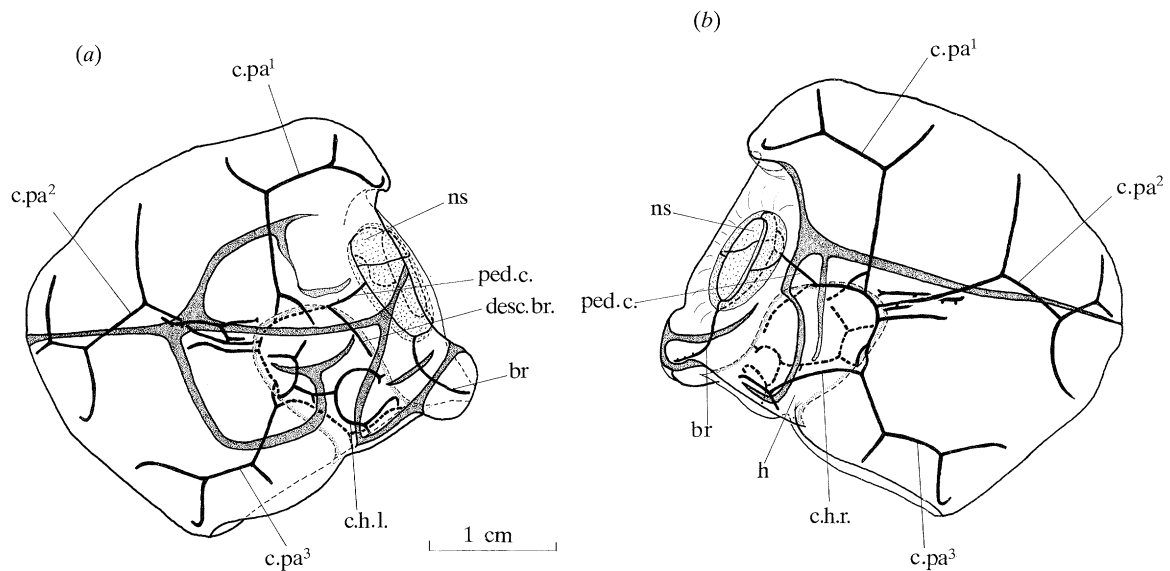 (a)
c.pa¹
c.pa²
ns
ped.c.
desc.br.
br
c.h.l.
c.pa³
1 cm
(b)
c.pa¹
c.pa²
ns
ped.c.
br
h
c.h.r.
c.pa³